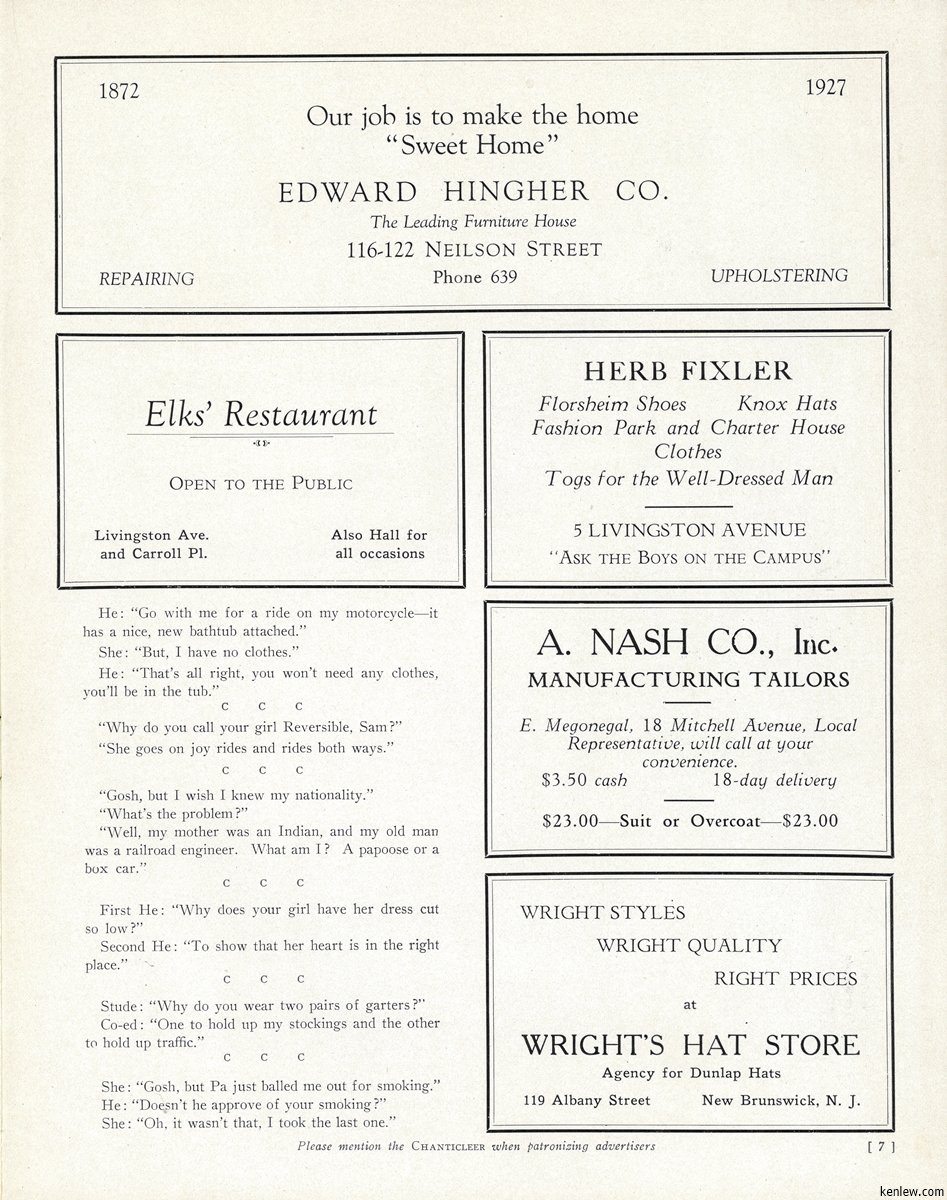 1872
1927
Our job is to make the home
“Sweet Home”
EDWARD HINGHER CO.
The Leading Furniture House
116-122 NEILSON STREET
REPAIRING
Phone 639
UPHOLSTERING
Elks’ Restaurant
OPEN TO THE PUBLIC
Livingston Ave.
and Carroll Pl.
Also Hall for
all occasions
HERB FIXLER
Florsheim Shoes Knox Hats
Fashion Park and Charter House
Clothes
Togs for the Well-Dressed Man
5 LIVINGSTON AVENUE
“ASK THE BOYS ON THE CAMPUS”
He: “Go with me for a ride on my motorcycle—it
has a nice, new bathtub attached.”
She: “But, I have no clothes.”
He: “That’s all right, you won’t need any clothes,
you’ll be in the tub.”
C C C
“Why do you call your girl Reversible, Sam?”
“She goes on joy rides and rides both ways.”
C C C
“Gosh, but I wish I knew my nationality.”
“What’s the problem?”
“Well, my mother was an Indian, and my old man
was a railroad engineer. What am I? A papoose or a
box car.”
C C C
First He: “Why does your girl have her dress cut
so low?”
Second He: “To show that her heart is in the right
place.”
C C C
Stude: “Why do you wear two pairs of garters?”
Co-ed: “One to hold up my stockings and the other
to hold up traffic.”
C C C
She: “Gosh, but Pa just balled me out for smoking.”
He: “Doesn’t he approve of your smoking?”
She: “Oh, it wasn’t that, I took the last one.”
A. NASH CO., Inc.
MANUFACTURING TAILORS
E. Megonegal, 18 Mitchell Avenue, Local
Representative, will call at your
convenience.
$3.50 cash 18-day delivery
$23.00—Suit or Overcoat—$23.00
WRIGHT STYLES
WRIGHT QUALITY
RIGHT PRICES
at
WRIGHT’S HAT STORE
Agency for Dunlap Hats
119 Albany Street New Brunswick, N. J.
Please mention the CHANTICLEER when patronizing advertisers
[ 7 ]
kenlew.com